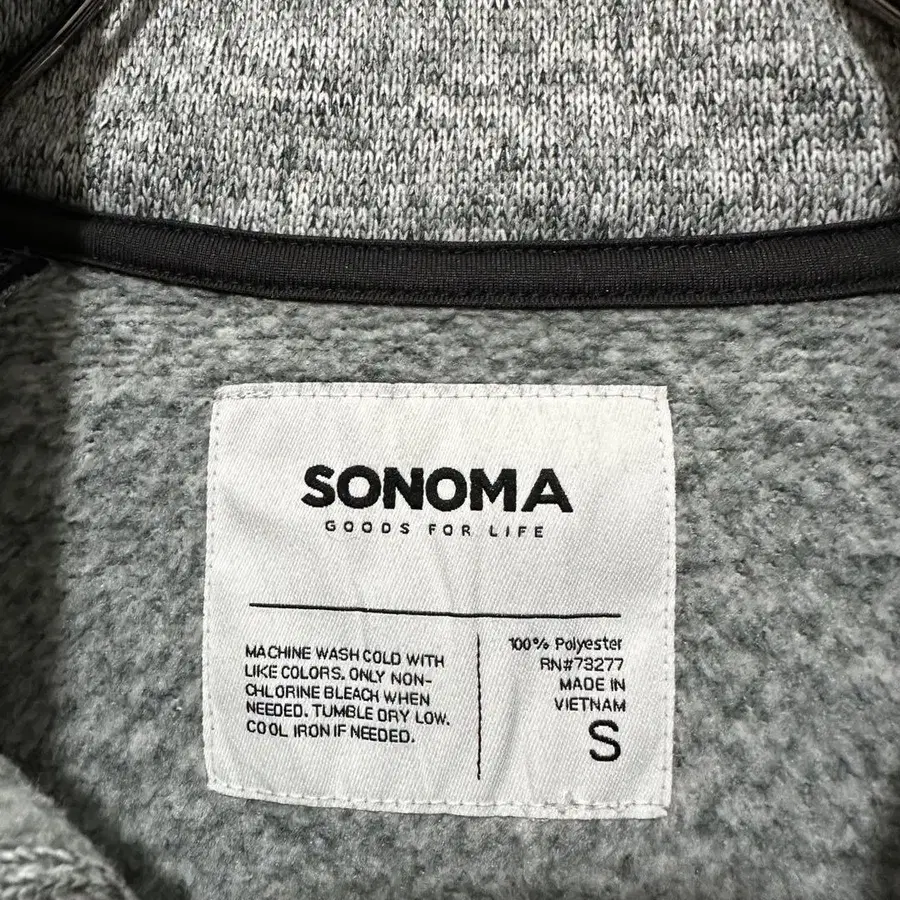 SONOMA
GOODS FOR LIFE
MACHINE WASH COLD WITH
LIKE COLORS. ONLY NON-
CHLORINE BLEACH WHEN
NEEDED. TUMBLE DRY LOW.
COOL IRON IF NEEDED.
100% Polyester
RN#73277
MADE IN
VIETNAM
S